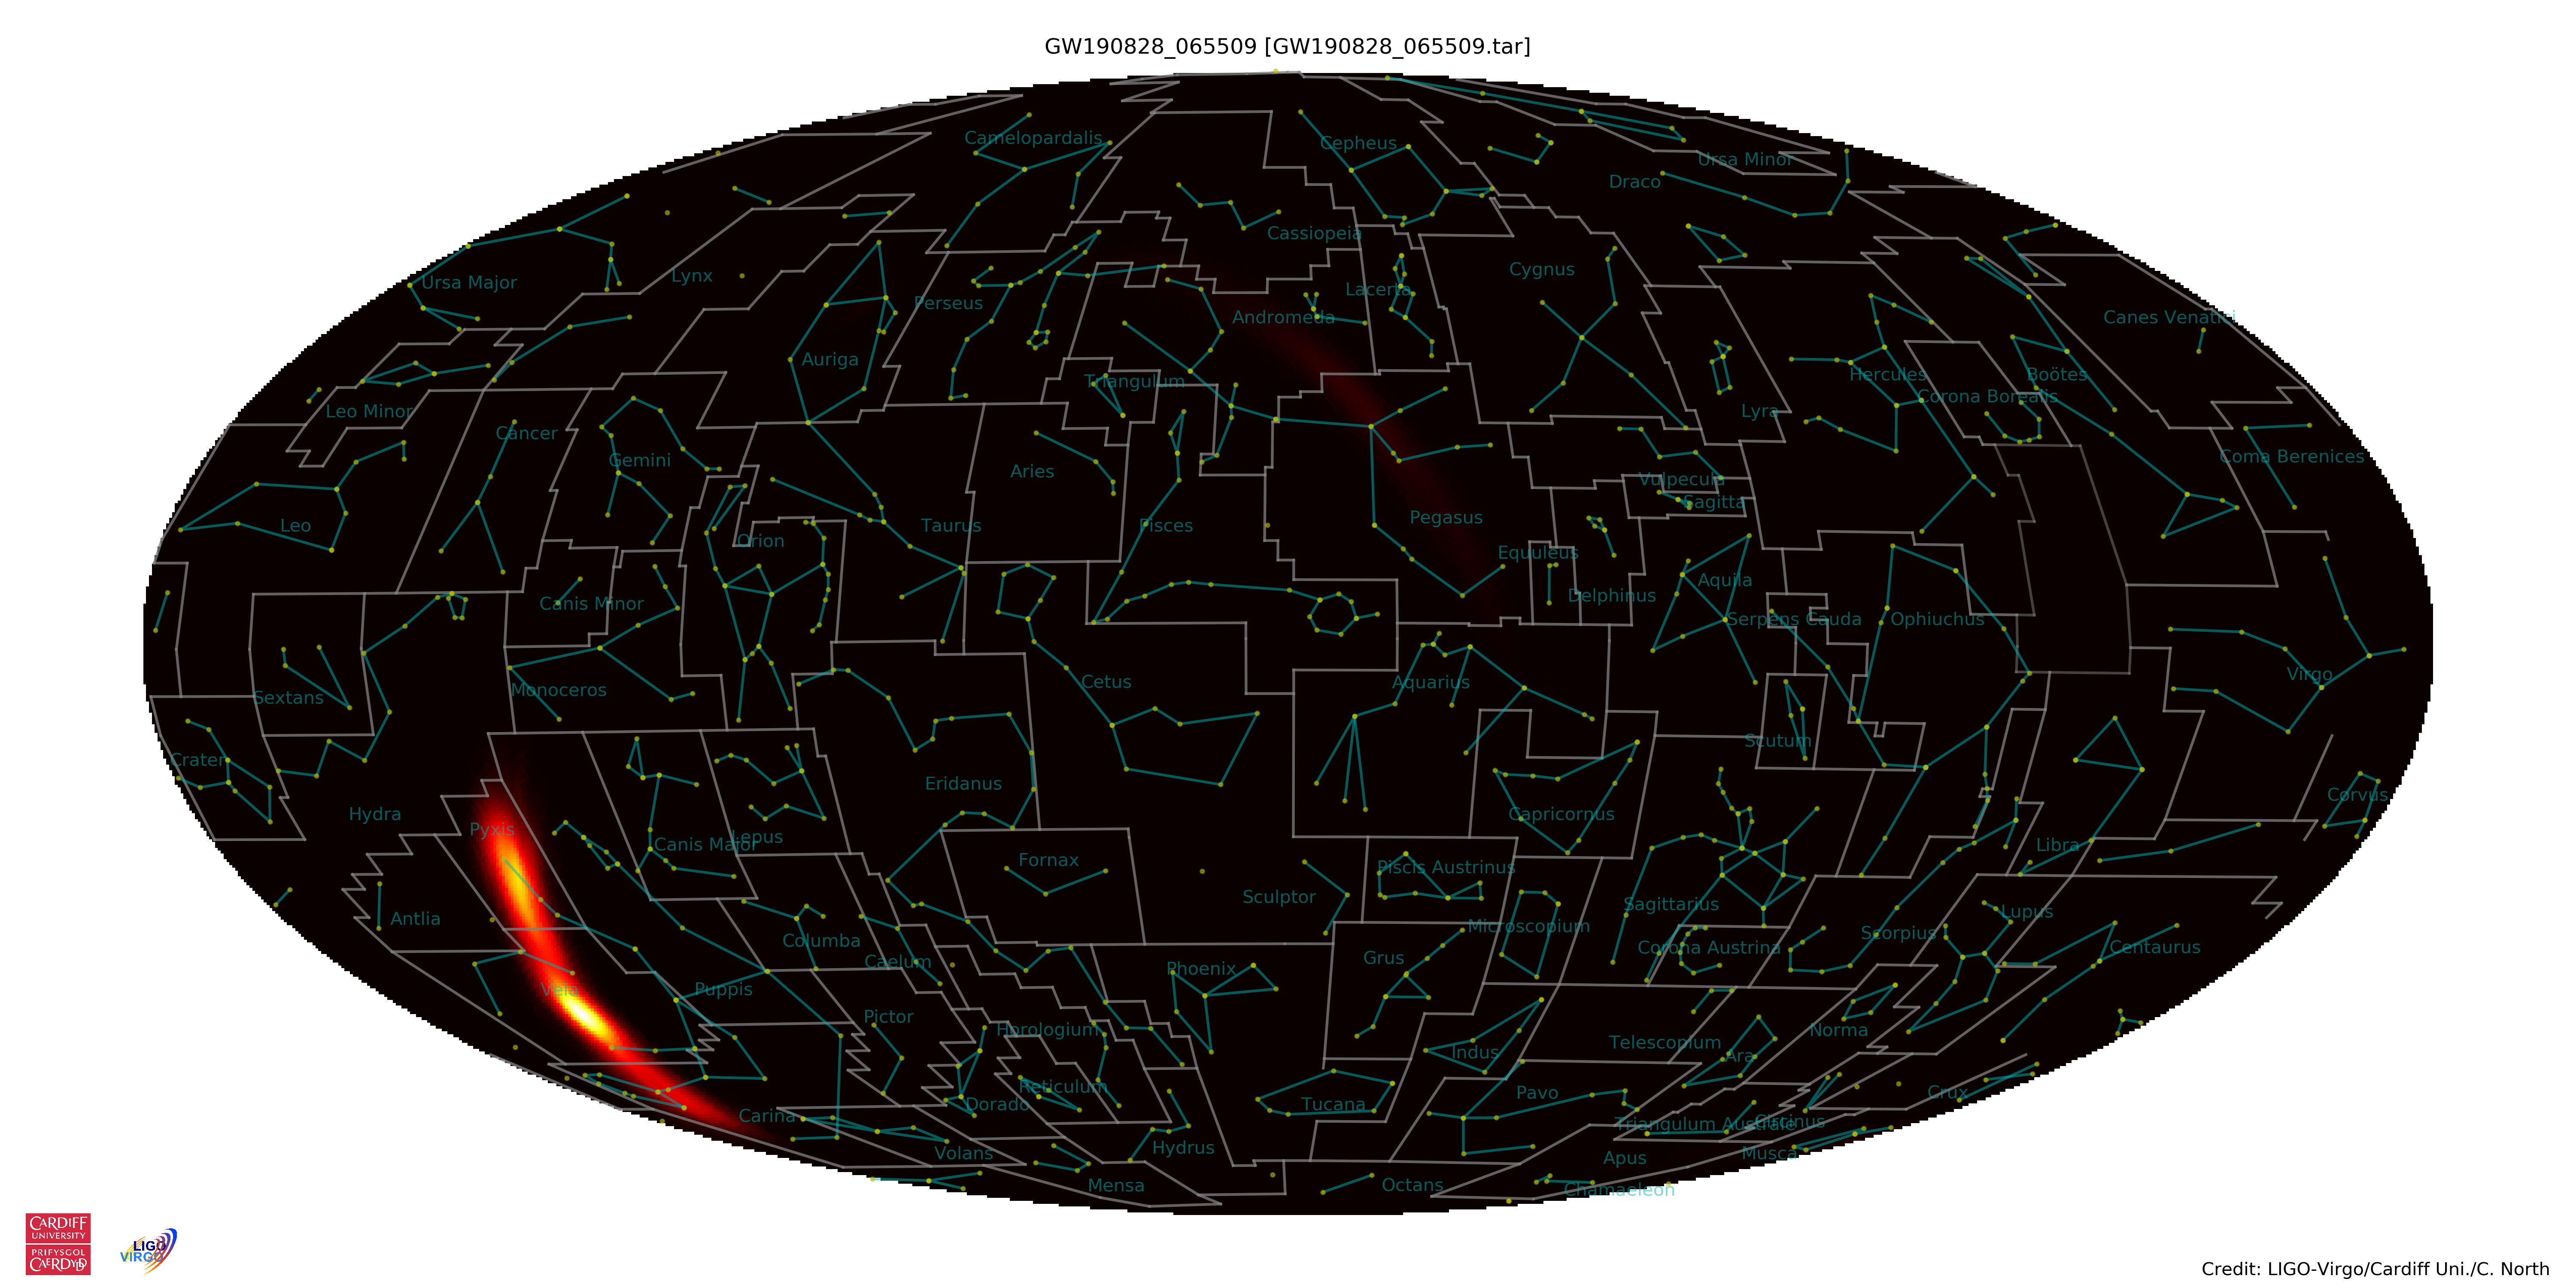 GW190828_065509 [GW190828_065509.tar]
Camelopardalis
Cepheus
Ursa Minor
Draco
Cassiopeia
Cygnus
Ursa Major
Lynx
Perseus
Lacerta
Andromeda
Canes Venatici
Auriga
Triangulum
Hercules
Boötes
Corona Borealis
Leo Minor
Lyra
Cancer
Gemini
Aries
Coma Berenices
Vulpecula
Sagitta
Leo
Orion
Taurus
Pisces
Pegasus
Equuleus
Aquila
Canis Minor
Delphinus
Serpens Cauda
Ophiuchus
Sextans
Monoceros
Cetus
Aquarius
Virgo
Crater
Scutum
Eridanus
Corvus
Hydra
Pyxis
Capricornus
Canis Major
Lepus
Libra
Fornax
Piscis Austrinus
Sculptor
Sagittarius
Antlia
Microscopium
Lupus
Columba
Corona Austrina
Scorpius
Centaurus
Caelum
Phoenix
Grus
Vela
Puppis
Pictor
Horologium
Norma
Indus
Telescopium
Ara
Reticulum
Pavo
Crux
Carina
Dorado
Tucana
Triangulum Australe
Circinus
Volans
Hydrus
Apus
Musca
Mensa
Octans
Chamaeleon
CARDIFF
UNIVERSITY
PRIFYSGOL
CAERDYDD
LIGO
VIRGO
Credit: LIGO-Virgo/Cardiff Uni./C. North